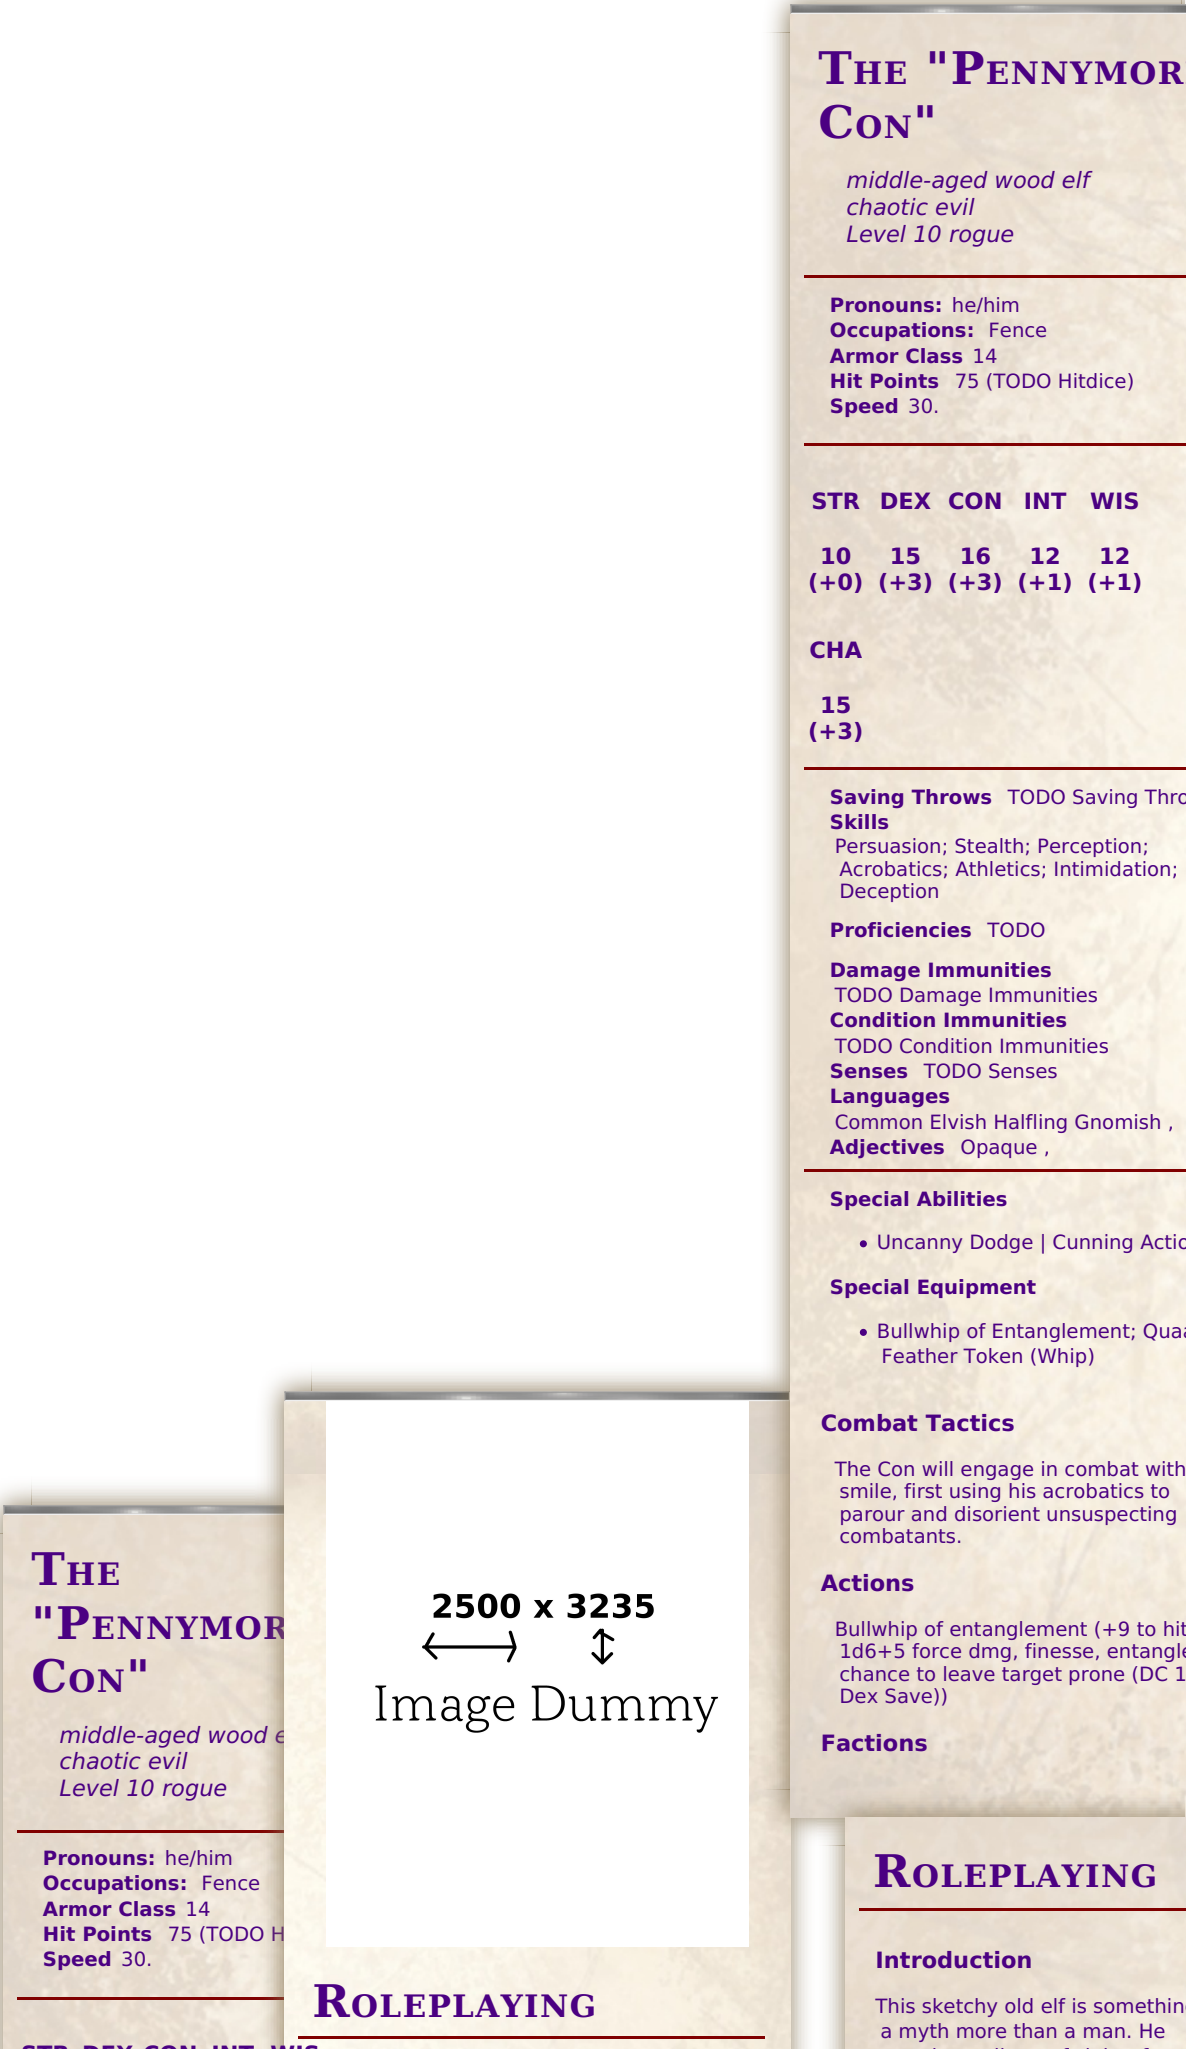 The "Pennymor
Con"
middle-aged wood elf
chaotic evil
Level 10 rogue
Pronouns: he/him
Occupations: Fence
Armor Class 14
Hit Points 75 (TODO Hitdice)
Speed 30.
STR DEX CON INT WIS
10 15 16 12 12
(+0) (+3) (+3) (+1) (+1)
CHA
15
(+3)
Saving Throws TODO Saving Thro
Skills
Persuasion; Stealth; Perception;
Acrobatics; Athletics; Intimidation;
Deception
Proficiencies TODO
Damage Immunities
TODO Damage Immunities
Condition Immunities
TODO Condition Immunities
Senses TODO Senses
Languages
Common Elvish Halfling Gnomish ,
Adjectives Opaque ,
Special Abilities
• Uncanny Dodge | Cunning Actio
Special Equipment
• Bullwhip of Entanglement; Quaa
Feather Token (Whip)
Combat Tactics
The Con will engage in combat with
smile, first using his acrobatics to
parour and disorient unsuspecting
combatants.
Actions
Bullwhip of entanglement (+9 to hit
1d6+5 force dmg, finesse, entangle
chance to leave target prone (DC 1
Dex Save))
Factions
2500 x 3235
Image Dummy
Roleplaying
The
"Pennymor
Con"
middle-aged wood e
chaotic evil
Level 10 rogue
Pronouns: he/him
Occupations: Fence
Armor Class 14
Hit Points 75 (TODO H
Speed 30.
STR DEX CON INT WIS
Roleplaying
Introduction
This sketchy old elf is something
a myth more than a man. He